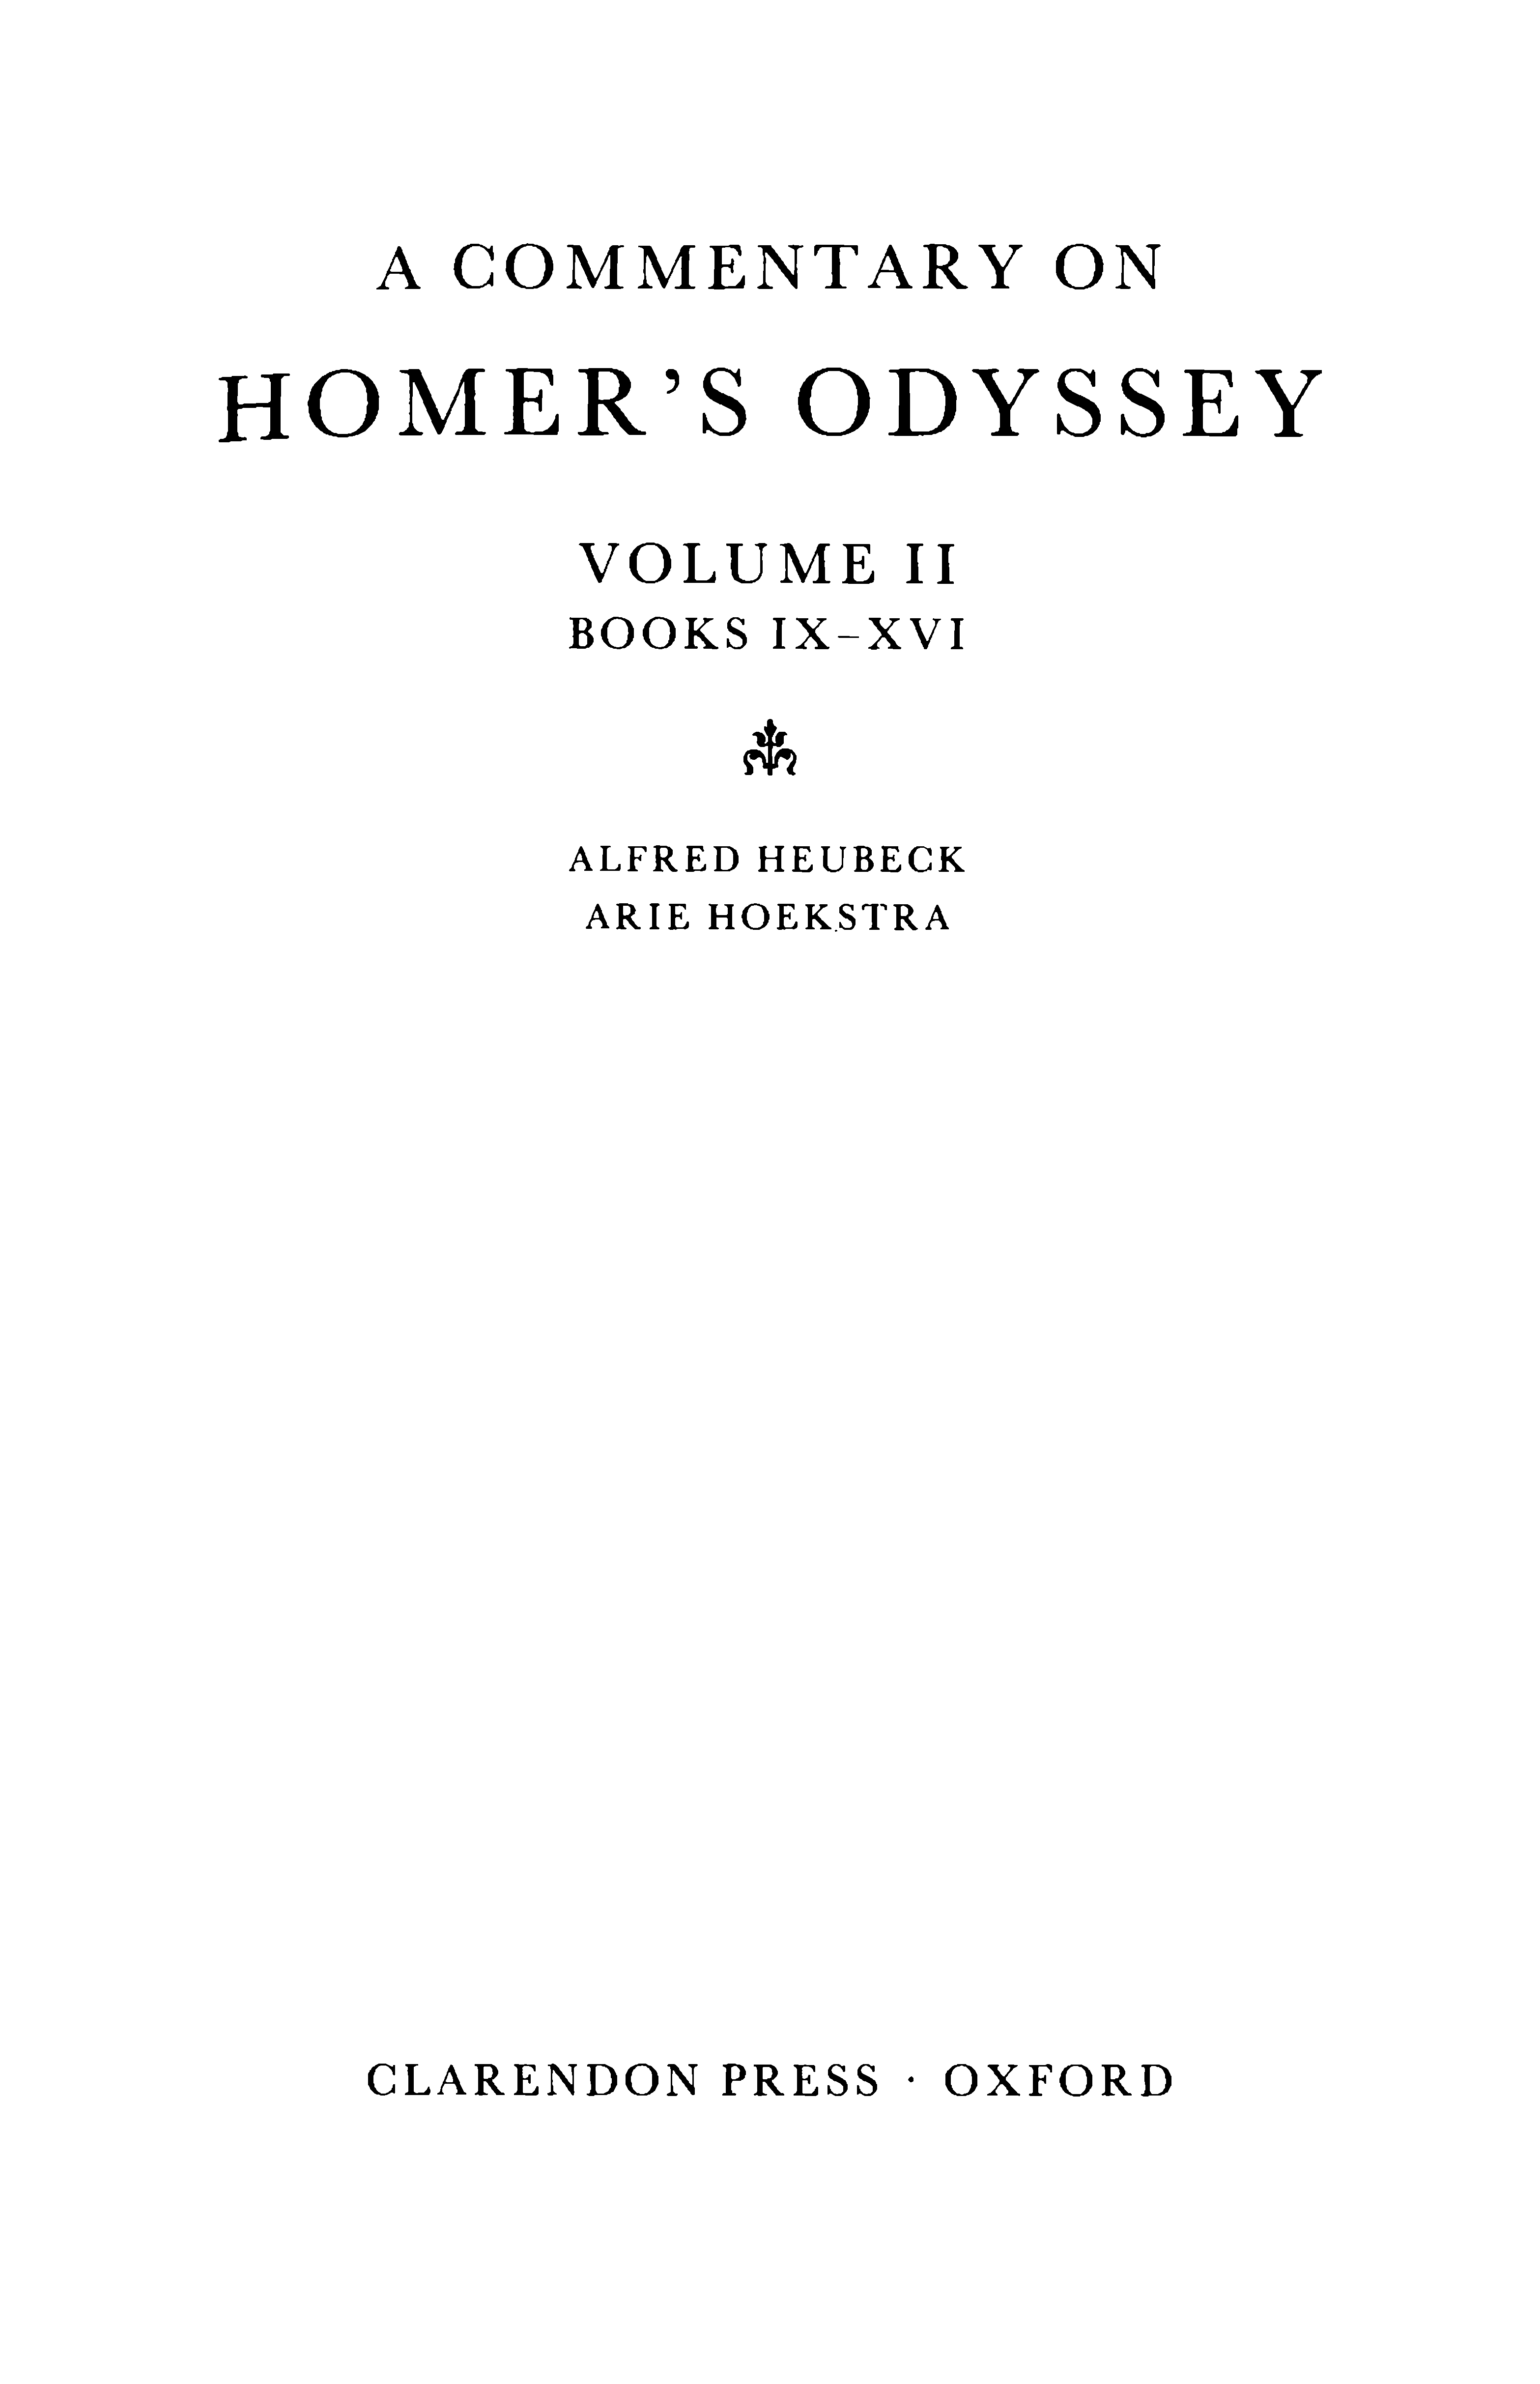 A COMMENTARY ON
HOMER'S ODYSSEY
VOLUME II
BOOKS IX–XVI
ALFRED HEUBECK
ARIE HOEKSTRA
CLARENDON PRESS · OXFORD